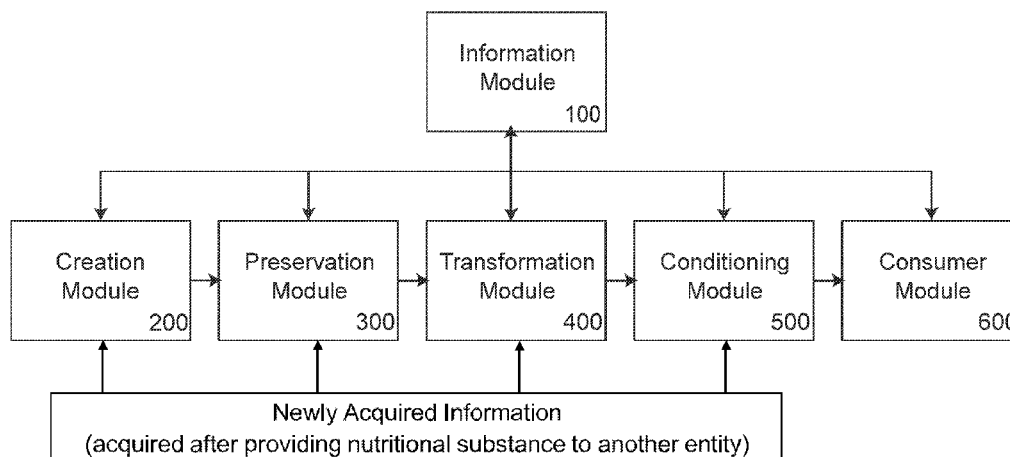 Information
Module
100
Creation
Module
200
Preservation
Module
300
Transformation
Module
400
Conditioning
Module
500
Consumer
Module
600
Newly Acquired Information
(acquired after providing nutritional substance to another entity)